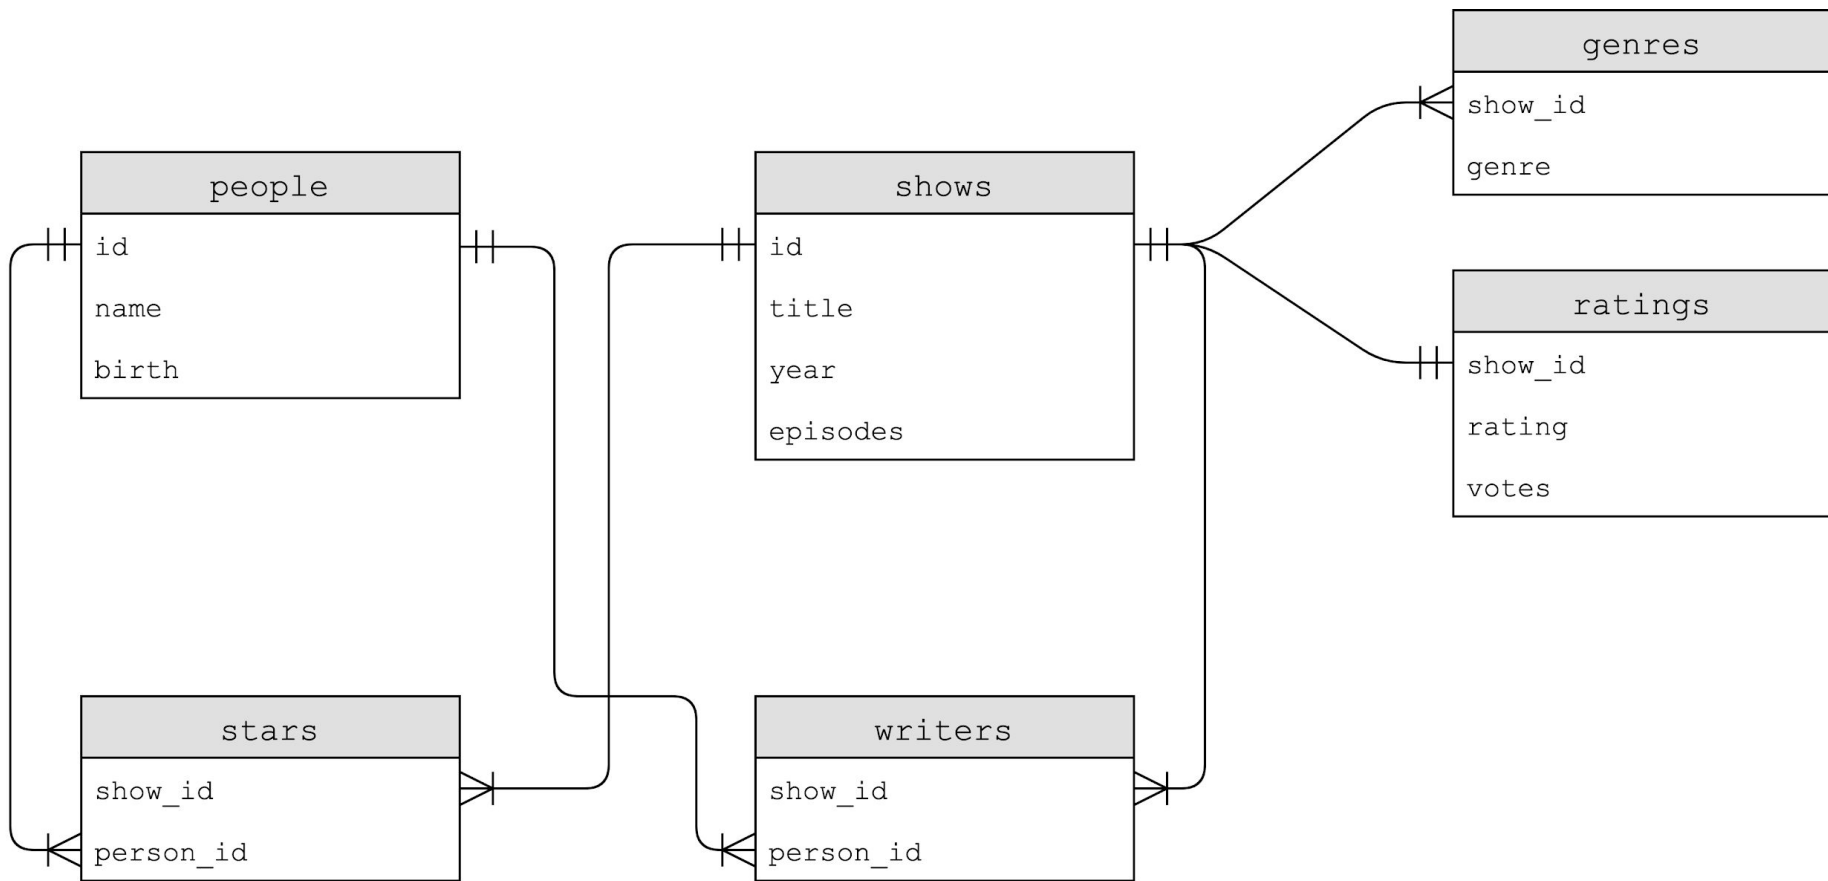 people
id
name
birth
shows
id
title
year
episodes
genres
show_id
genre
ratings
show_id
rating
votes
stars
show_id
person_id
writers
show_id
person_id